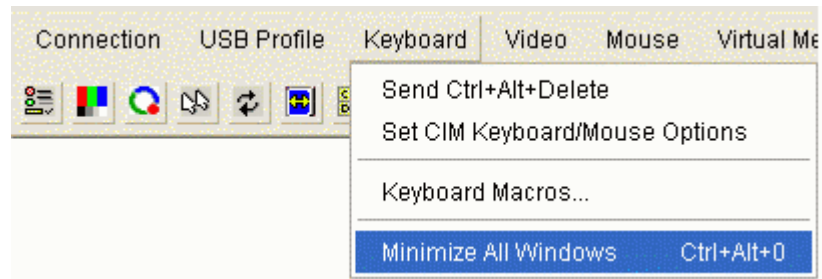 Connection USB Profile Keyboard Video Mouse Virtual Me
Send Ctrl+Alt+Delete
Set CIM Keyboard/Mouse Options
Keyboard Macros...
Minimize All Windows Ctrl+Alt+0